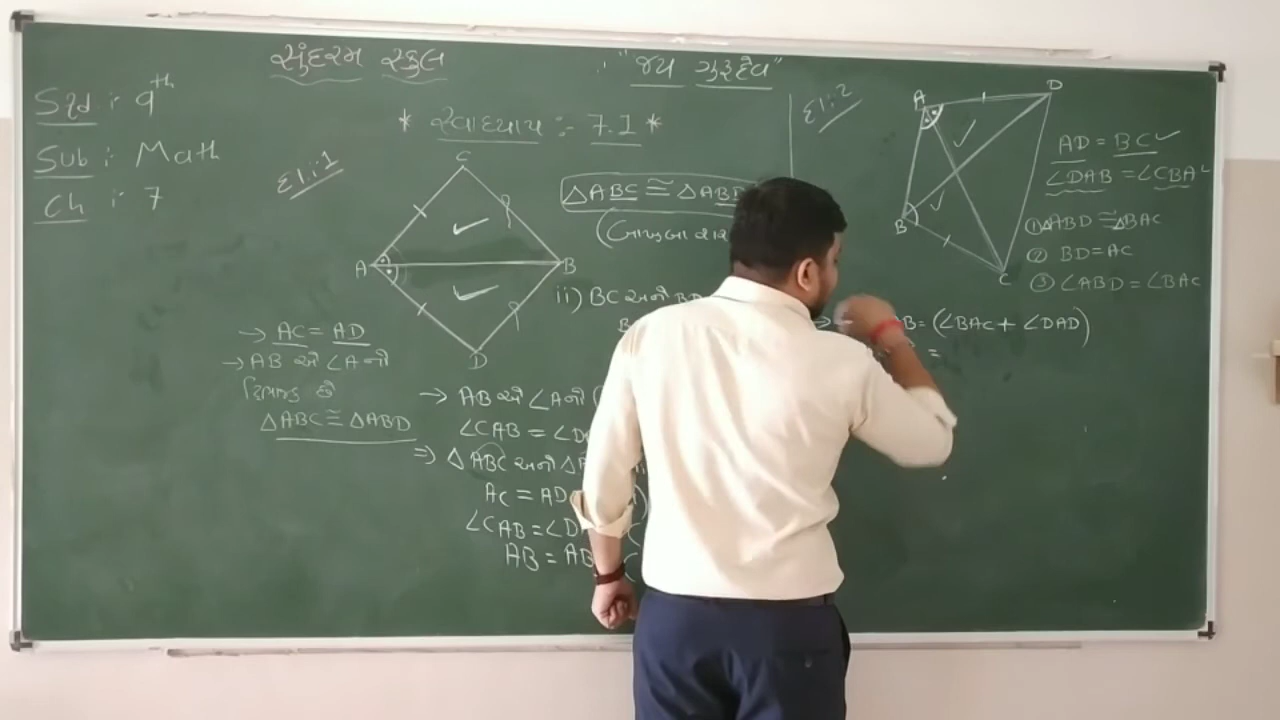 સુંદરમ સ્કુલ
"જય ગુરૂદેવ"
Std : 9th
Sub : Math
Ch : 7
* સ્વાધ્યાય :- 7.1 *
દા:1
C
A
B
D
△ABC ≅ △ABD
ii) BC અને BD
→ AC = AD
→ AB એ ∠A નો
દ્વિભાજક છે
△ABC ≅ △ABD
→ AB એ ∠A નો
∠CAB =
⇒ △ABC અને
AC = AD
∠CAB =
AB = AB
દા:2
A
D
B
C
AD = BC ✓
∠DAB = ∠CBA
① △ABD ≅ △BAC
② BD = AC
③ ∠ABD = ∠BAC
= (∠BAC + ∠DAD)
=